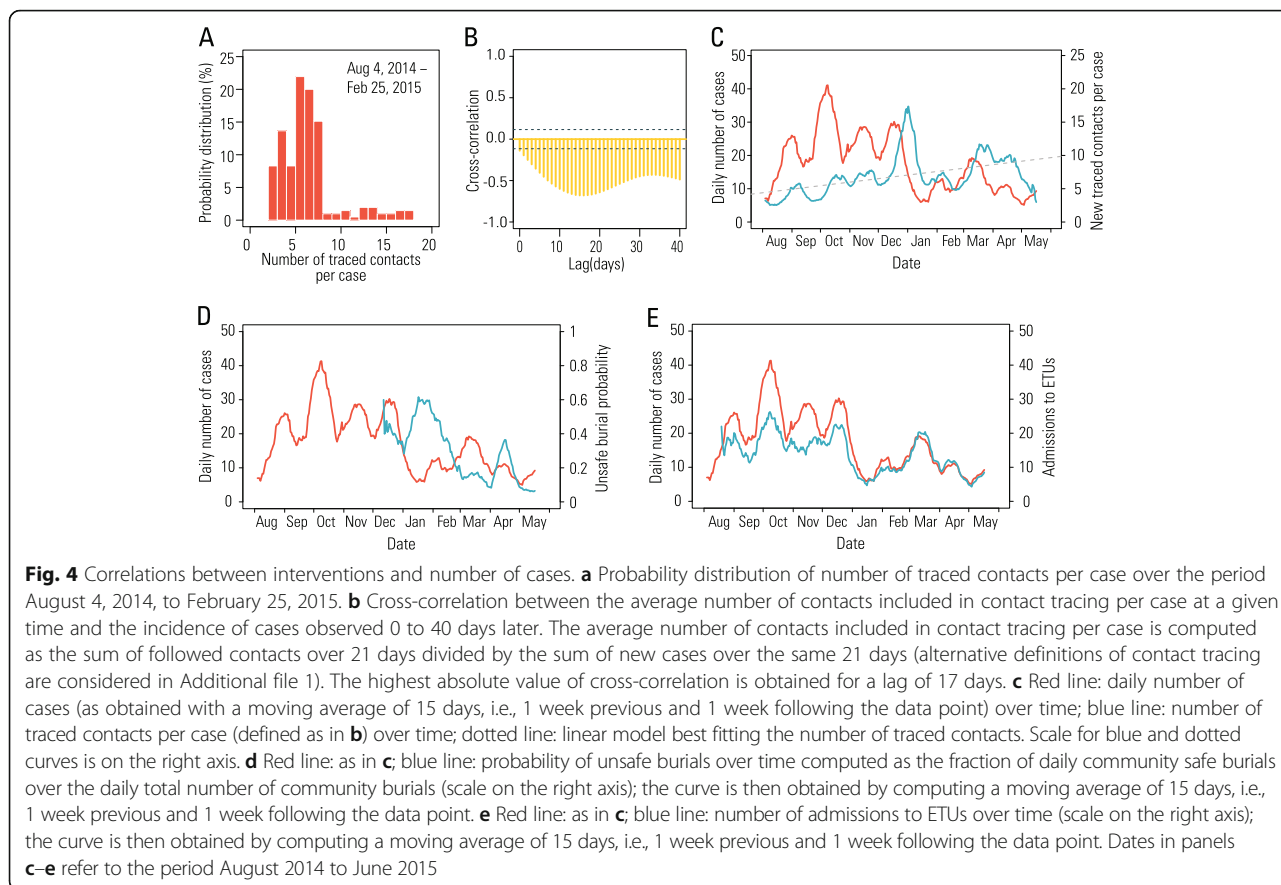 A
Probability distribution (%)
25
20
15
10
5
0
Aug 4, 2014 –
Feb 25, 2015
0 5 10 15 20
Number of traced contacts
per case
B
Cross-correlation
1.0
0.5
0.0
-0.5
-1.0
0 10 20 30 40
Lag(days)
C
Daily number of cases
50
40
30
20
10
0
25
20
15
10
5
0
New traced contacts per case
Aug Sep Oct Nov Dec Jan Feb Mar Apr May
Date
D
Daily number of cases
50
40
30
20
10
0
1
0.8
0.6
0.4
0.2
0
Unsafe burial probability
Aug Sep Oct Nov Dec Jan Feb Mar Apr May
Date
E
Daily number of cases
50
40
30
20
10
0
50
40
30
20
10
0
Admissions to ETUs
Aug Sep Oct Nov Dec Jan Feb Mar Apr May
Date
Fig. 4 Correlations between interventions and number of cases. a Probability distribution of number of traced contacts per case over the period
August 4, 2014, to February 25, 2015. b Cross-correlation between the average number of contacts included in contact tracing per case at a given
time and the incidence of cases observed 0 to 40 days later. The average number of contacts included in contact tracing per case is computed
as the sum of followed contacts over 21 days divided by the sum of new cases over the same 21 days (alternative definitions of contact tracing
are considered in Additional file 1). The highest absolute value of cross-correlation is obtained for a lag of 17 days. c Red line: daily number of
cases (as obtained with a moving average of 15 days, i.e., 1 week previous and 1 week following the data point) over time; blue line: number of
traced contacts per case (defined as in b) over time; dotted line: linear model best fitting the number of traced contacts. Scale for blue and dotted
curves is on the right axis. d Red line: as in c; blue line: probability of unsafe burials over time computed as the fraction of daily community safe burials
over the daily total number of community burials (scale on the right axis); the curve is then obtained by computing a moving average of 15 days, i.e.,
1 week previous and 1 week following the data point. e Red line: as in c; blue line: number of admissions to ETUs over time (scale on the right axis);
the curve is then obtained by computing a moving average of 15 days, i.e., 1 week previous and 1 week following the data point. Dates in panels
c–e refer to the period August 2014 to June 2015